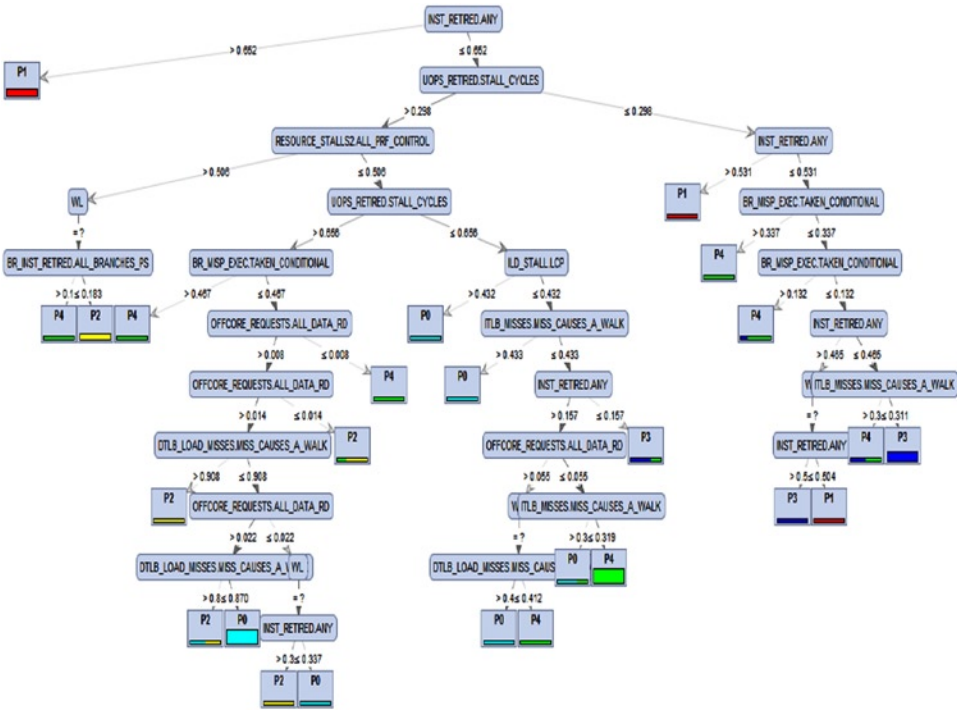 INST_RETIRED.ANY
> 0.662 ≤ 0.662
P1
UOPS_RETIRED.STALL_CYCLES
> 0.298 ≤ 0.298
RESOURCE_STALLS2.ALL_PRF_CONTROL INST_RETIRED.ANY
> 0.506 ≤ 0.506 > 0.531 ≤ 0.531
WL UOPS_RETIRED.STALL_CYCLES P1 BR_MISP_EXEC.TAKEN_CONDITIONAL
= ? > 0.656 ≤ 0.656 > 0.337 ≤ 0.337
BR_INST_RETIRED.ALL_BRANCHES_PS BR_MISP_EXEC.TAKEN_CONDITIONAL ILD_STALL.LCP P4 BR_MISP_EXEC.TAKEN_CONDITIONAL
> 0.1 ≤ 0.183 > 0.467 ≤ 0.467 > 0.432 ≤ 0.432 > 0.132 ≤ 0.132
P4 P2 P4 OFFCORE_REQUESTS.ALL_DATA_RD P0 ITLB_MISSES.MISS_CAUSES_A_WALK P4 INST_RETIRED.ANY
> 0.008 ≤ 0.008 > 0.433 ≤ 0.433 > 0.465 ≤ 0.465
OFFCORE_REQUESTS.ALL_DATA_RD P4 P0 INST_RETIRED.ANY ITLB_MISSES.MISS_CAUSES_A_WALK
> 0.014 ≤ 0.014 > 0.157 ≤ 0.157 = ? > 0.3 ≤ 0.311
DTLB_LOAD_MISSES.MISS_CAUSES_A_WALK P2 OFFCORE_REQUESTS.ALL_DATA_RD P3 INST_RETIRED.ANY P4 P3
> 0.908 ≤ 0.908 > 0.055 ≤ 0.055 > 0.5 ≤ 0.504
P2 OFFCORE_REQUESTS.ALL_DATA_RD ITLB_MISSES.MISS_CAUSES_A_WALK P3 P1
> 0.022 ≤ 0.022 = ? > 0.3 ≤ 0.319
DTLB_LOAD_MISSES.MISS_CAUSES_A_W WL DTLB_LOAD_MISSES.MISS_CAUS P0 P4
> 0.8 ≤ 0.870 = ? > 0.4 ≤ 0.412
P2 P0 INST_RETIRED.ANY P0 P4
> 0.3 ≤ 0.337
P2 P0